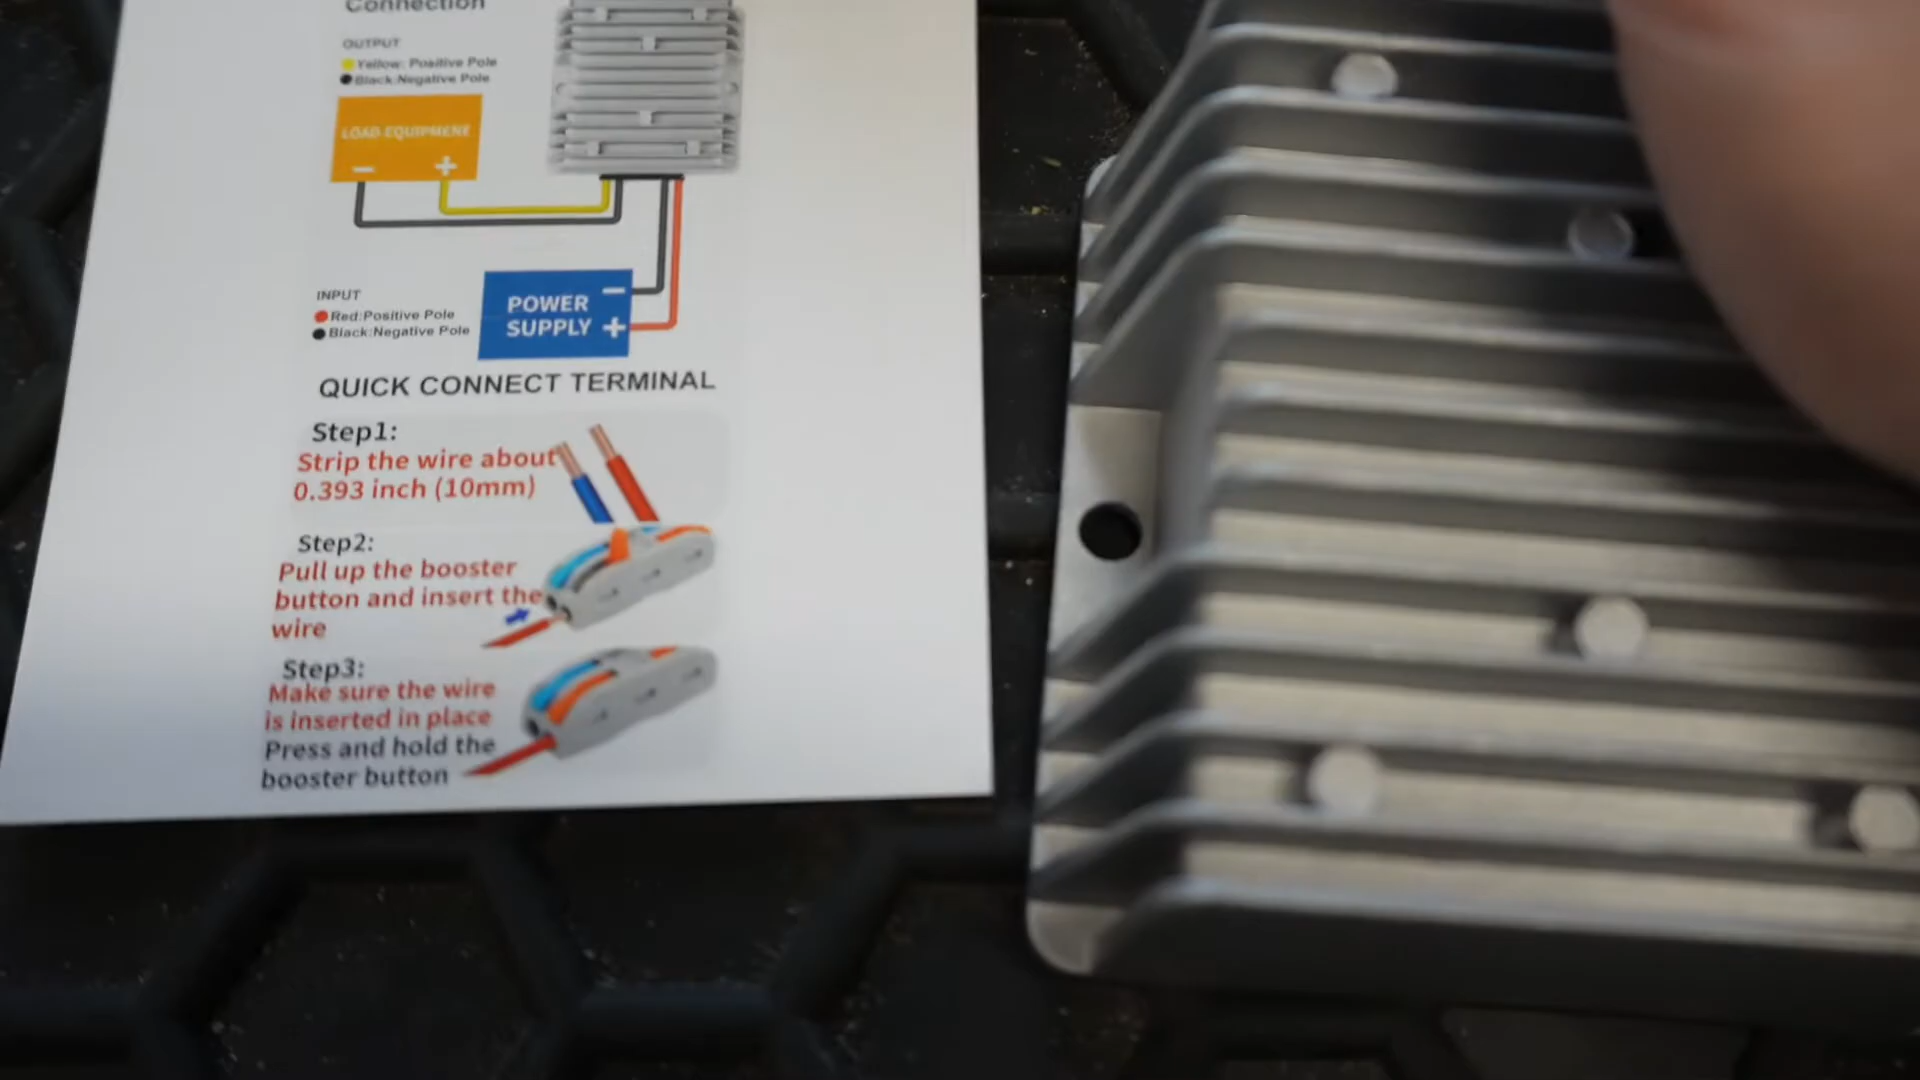 Connection
OUTPUT
Yellow: Positive Pole
Black:Negative Pole
LOAD EQUIPMENT
− +
INPUT
Red:Positive Pole
Black:Negative Pole
POWER −
SUPPLY +
QUICK CONNECT TERMINAL
Step1:
Strip the wire about
0.393 inch (10mm)
Step2:
Pull up the booster
button and insert the
wire
Step3:
Make sure the wire
is inserted in place
Press and hold the
booster button